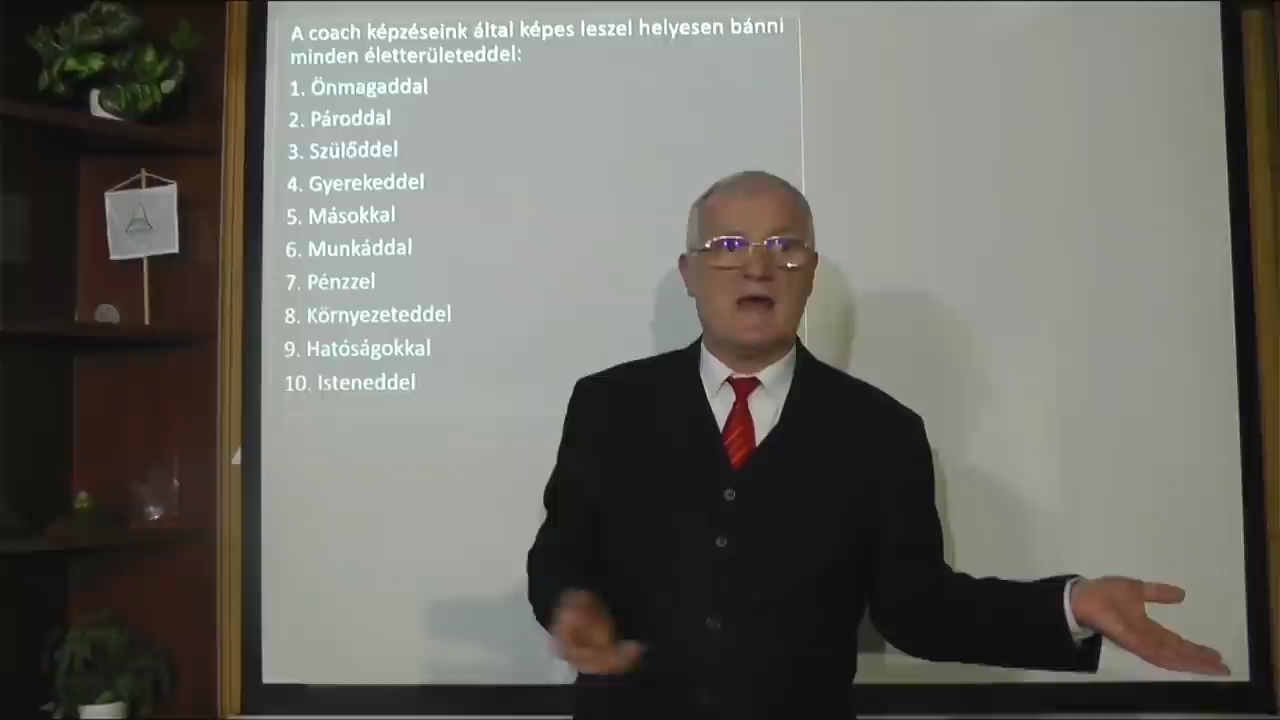 A coach képzéseink által képes leszel helyesen bánni
minden életterületeddel:
1. Önmagaddal
2. Pároddal
3. Szülőddel
4. Gyerekeddel
5. Másokkal
6. Munkáddal
7. Pénzzel
8. Környezeteddel
9. Hatóságokkal
10. Isteneddel